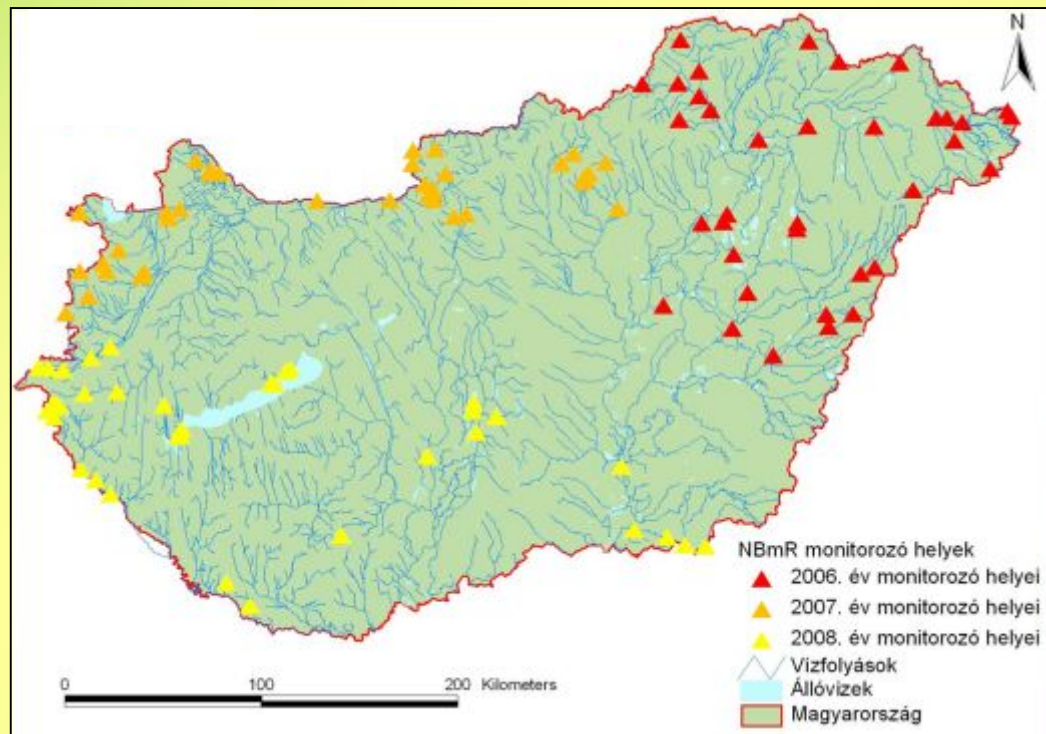 N
NBmR monitorozó helyek
2006. év monitorozó helyei
2007. év monitorozó helyei
2008. év monitorozó helyei
Vízfolyások
Állóvizek
Magyarország
0 100 200 Kilometers